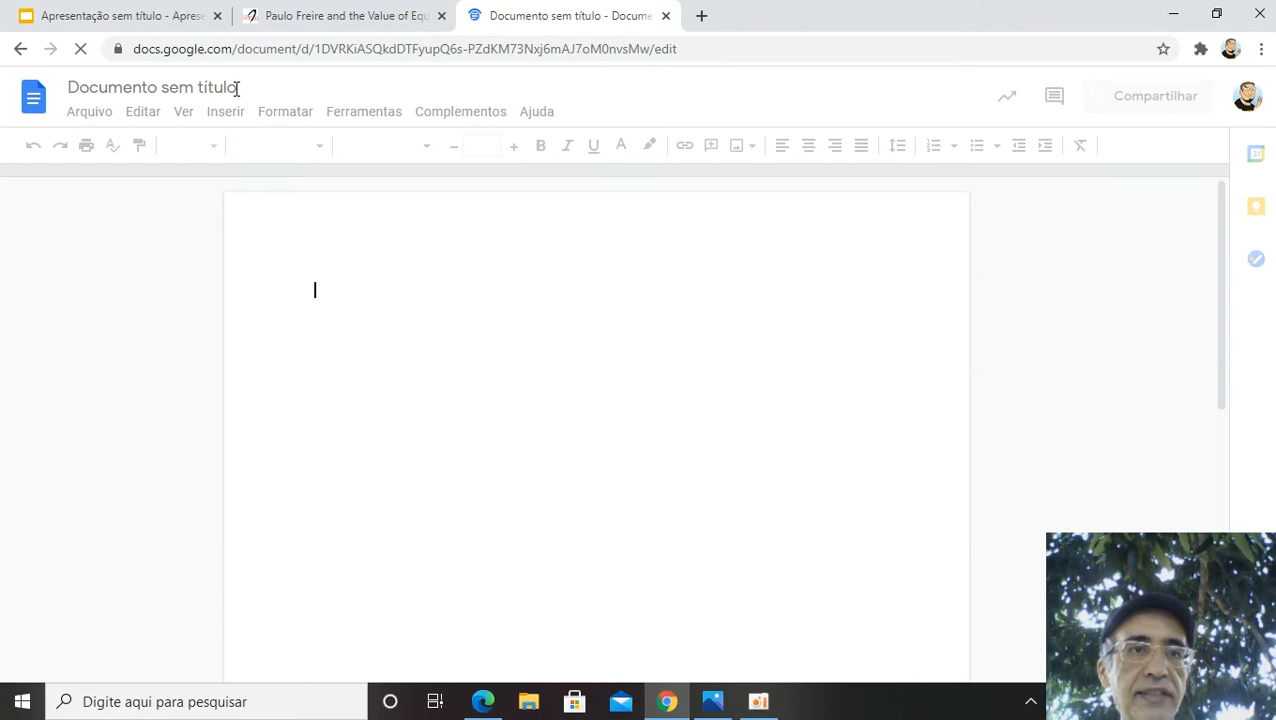 Apresentação sem título - Aprese
Paulo Freire and the Value of Equ
Documento sem título - Docume
docs.google.com/document/d/1DVRKiASQkdDTFyupQ6s-PZdKM73Nxj6mAJ7oM0nvsMw/edit
Documento sem título
Arquivo Editar Ver Inserir Formatar Ferramentas Complementos Ajuda
Compartilhar
Digite aqui para pesquisar